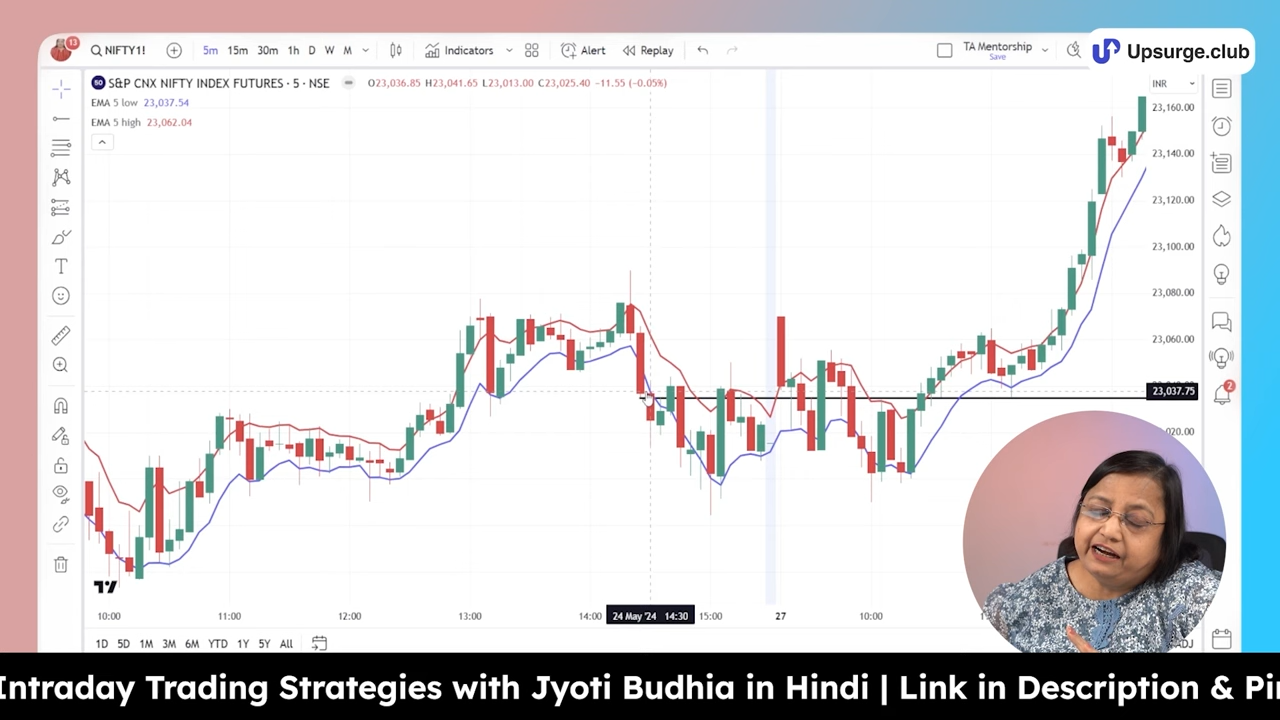 13
NIFTY1!
5m 15m 30m 1h D W M
Indicators
Alert
Replay
TA Mentorship
Save
Upsurge.club
50 S&P CNX NIFTY INDEX FUTURES · 5 · NSE
O23,036.85 H23,041.65 L23,013.00 C23,025.40 -11.55 (-0.05%)
INR
EMA 5 low 23,037.54
EMA 5 high 23,062.04
23,160.00
23,140.00
23,120.00
23,100.00
23,080.00
23,060.00
23,037.75
2
10:00 11:00 12:00 13:00 14:00 24 May '24 14:30 15:00 27 10:00
1D 5D 1M 3M 6M YTD 1Y 5Y All
Intraday Trading Strategies with Jyoti Budhia in Hindi | Link in Description & Pi